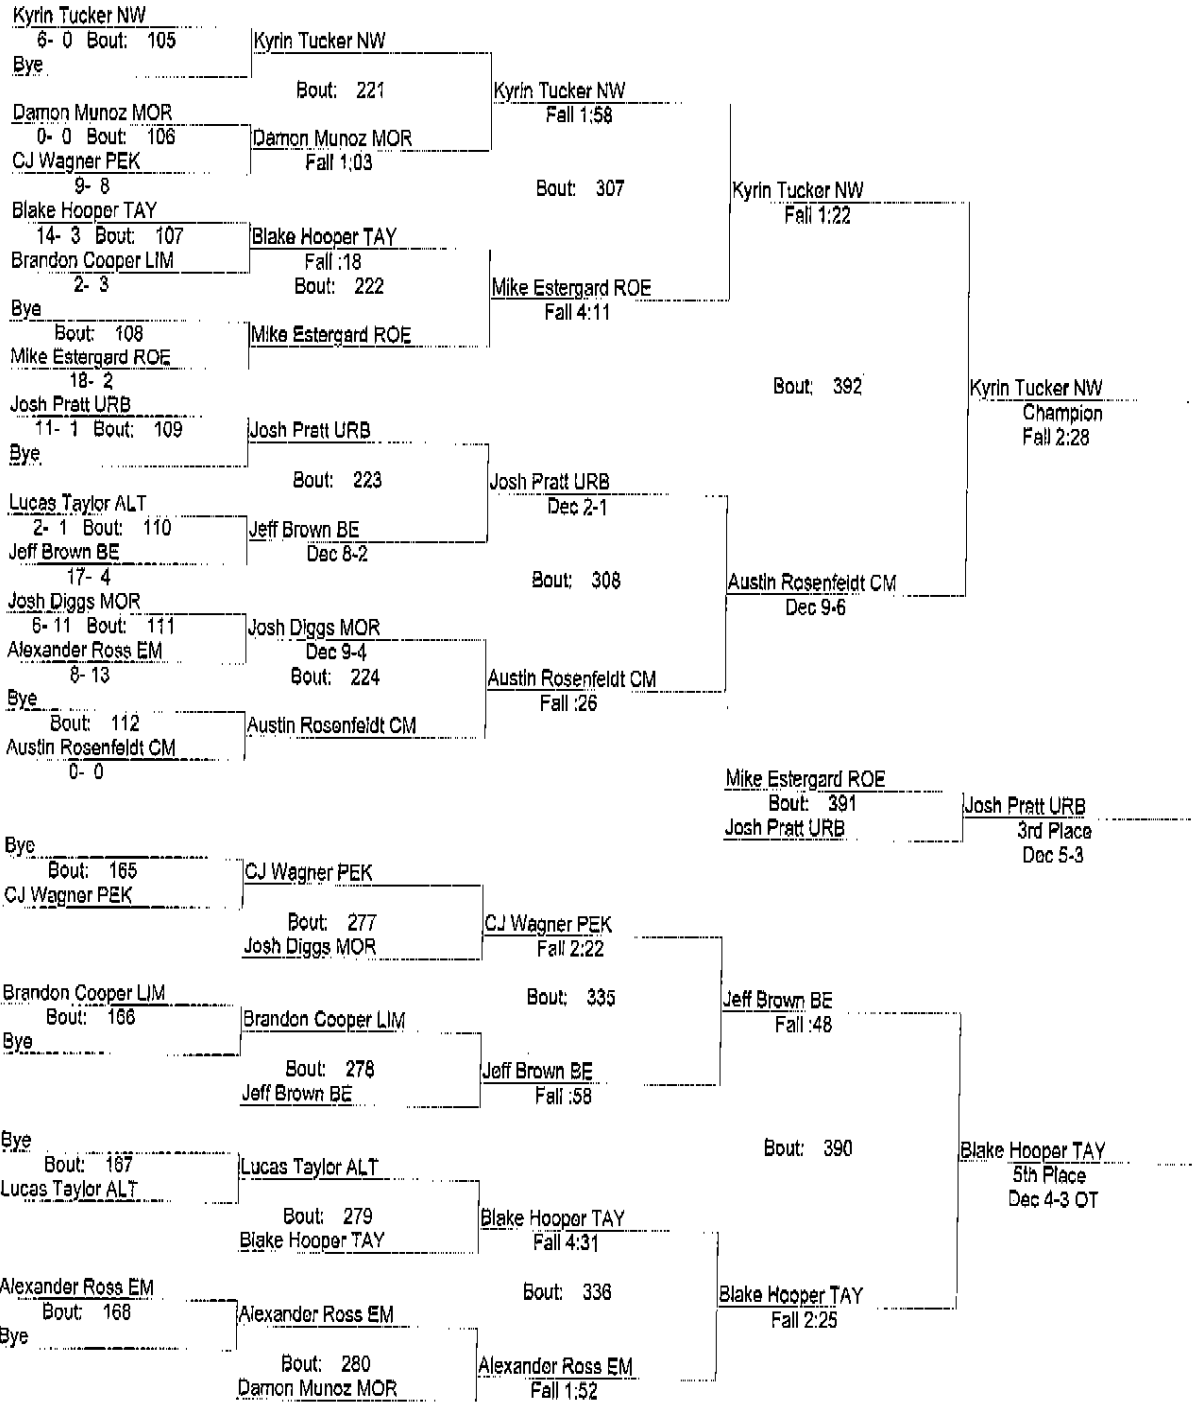 Kyrin Tucker NW
6- 0 Bout: 105
Bye
Kyrin Tucker NW
Bout: 221
Damon Munoz MOR
0- 0 Bout: 106
CJ Wagner PEK
9- 8
Damon Munoz MOR
Fall 1:03
Kyrin Tucker NW
Fall 1:58
Bout: 307
Blake Hooper TAY
14- 3 Bout: 107
Brandon Cooper LIM
2- 3
Blake Hooper TAY
Fall :18
Bout: 222
Bye
Bout: 108
Mike Estergard ROE
18- 2
Mike Estergard ROE
Mike Estergard ROE
Fall 4:11
Kyrin Tucker NW
Fall 1:22
Bout: 392
Kyrin Tucker NW
Champion
Fall 2:28
Josh Pratt URB
11- 1 Bout: 109
Bye
Josh Pratt URB
Bout: 223
Lucas Taylor ALT
2- 1 Bout: 110
Jeff Brown BE
17- 4
Jeff Brown BE
Dec 8-2
Josh Pratt URB
Dec 2-1
Bout: 308
Josh Diggs MOR
6- 11 Bout: 111
Alexander Ross EM
8- 13
Josh Diggs MOR
Dec 9-4
Bout: 224
Bye
Bout: 112
Austin Rosenfeldt CM
0- 0
Austin Rosenfeldt CM
Austin Rosenfeldt CM
Fall :26
Austin Rosenfeldt CM
Dec 9-6
Mike Estergard ROE
Bout: 391
Josh Pratt URB
Josh Pratt URB
3rd Place
Dec 5-3
Bye
Bout: 165
CJ Wagner PEK
CJ Wagner PEK
Bout: 277
Josh Diggs MOR
CJ Wagner PEK
Fall 2:22
Bout: 335
Brandon Cooper LIM
Bout: 166
Bye
Brandon Cooper LIM
Bout: 278
Jeff Brown BE
Jeff Brown BE
Fall :58
Jeff Brown BE
Fall :48
Bout: 390
Blake Hooper TAY
5th Place
Dec 4-3 OT
Bye
Bout: 167
Lucas Taylor ALT
Lucas Taylor ALT
Bout: 279
Blake Hooper TAY
Blake Hooper TAY
Fall 4:31
Bout: 336
Alexander Ross EM
Bout: 168
Bye
Alexander Ross EM
Bout: 280
Damon Munoz MOR
Alexander Ross EM
Fall 1:52
Blake Hooper TAY
Fall 2:25